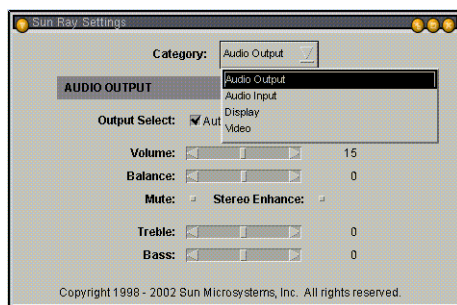 Sun Ray Settings
Category: Audio Output
Audio Output
Audio Input
Display
Video
AUDIO OUTPUT
Output Select:
Volume: 15
Balance: 0
Mute: Stereo Enhance:
Treble: 0
Bass: 0
Copyright 1998 - 2002 Sun Microsystems, Inc. All rights reserved.